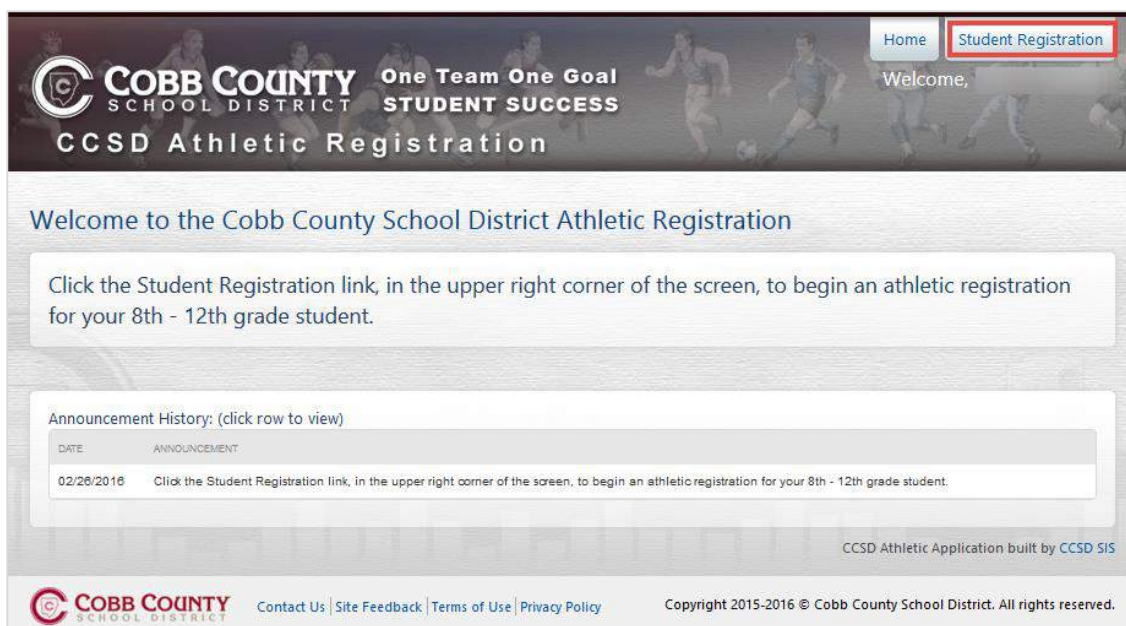 Home Student Registration
COBB COUNTY
SCHOOL DISTRICT
One Team One Goal
STUDENT SUCCESS
Welcome,
CCSD Athletic Registration
Welcome to the Cobb County School District Athletic Registration
Click the Student Registration link, in the upper right corner of the screen, to begin an athletic registration
for your 8th - 12th grade student.
Announcement History: (click row to view)
DATE ANNOUNCEMENT
02/26/2016 Click the Student Registration link, in the upper right corner of the screen, to begin an athletic registration for your 8th - 12th grade student.
CCSD Athletic Application built by CCSD SIS
COBB COUNTY
SCHOOL DISTRICT
Contact Us | Site Feedback | Terms of Use | Privacy Policy
Copyright 2015-2016 © Cobb County School District. All rights reserved.